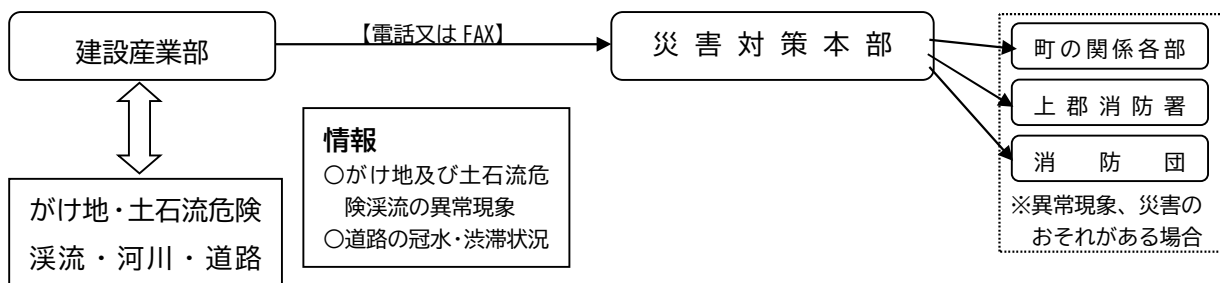 建設産業部
【電話又は FAX】
災害対策本部
町の関係各部
上郡消防署
消防団
※異常現象、災害の
おそれがある場合
情報
○がけ地及び土石流危
険渓流の異常現象
○道路の冠水・渋滞状況
がけ地・土石流危険
渓流・河川・道路